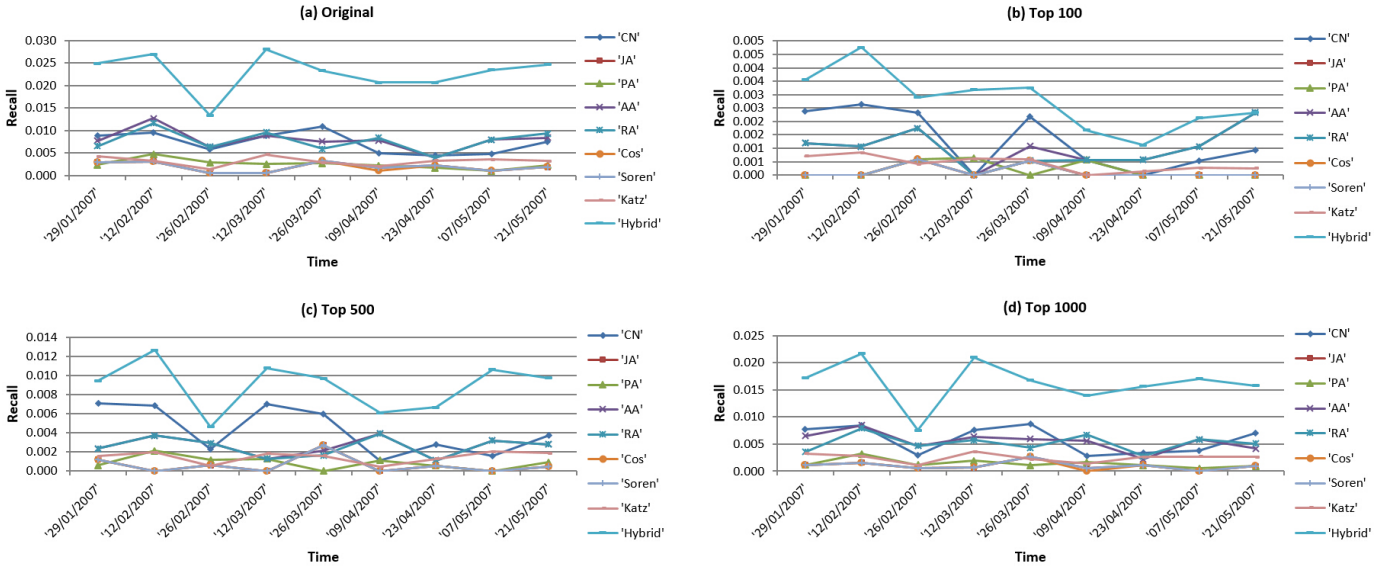 (a) Original
0.030
0.025
0.020
0.015
0.010
0.005
0.000
Recall
'29/01/2007
'12/02/2007
'26/02/2007
'12/03/2007
'26/03/2007
'09/04/2007
'23/04/2007
'07/05/2007
'21/05/2007
Time
'CN'
'JA'
'PA'
'AA'
'RA'
'Cos'
'Soren'
'Katz'
'Hybrid'
(b) Top 100
0.005
0.005
0.004
0.004
0.003
0.003
0.002
0.002
0.001
0.001
0.000
Recall
'29/01/2007
'12/02/2007
'26/02/2007
'12/03/2007
'26/03/2007
'09/04/2007
'23/04/2007
'07/05/2007
'21/05/2007
Time
'CN'
'JA'
'PA'
'AA'
'RA'
'Cos'
'Soren'
'Katz'
'Hybrid'
(c) Top 500
0.014
0.012
0.010
0.008
0.006
0.004
0.002
0.000
Recall
'29/01/2007
'12/02/2007
'26/02/2007
'12/03/2007
'26/03/2007
'09/04/2007
'23/04/2007
'07/05/2007
'21/05/2007
Time
'CN'
'JA'
'PA'
'AA'
'RA'
'Cos'
'Soren'
'Katz'
'Hybrid'
(d) Top 1000
0.025
0.020
0.015
0.010
0.005
0.000
Recall
'29/01/2007
'12/02/2007
'26/02/2007
'12/03/2007
'26/03/2007
'09/04/2007
'23/04/2007
'07/05/2007
'21/05/2007
Time
'CN'
'JA'
'PA'
'AA'
'RA'
'Cos'
'Soren'
'Katz'
'Hybrid'